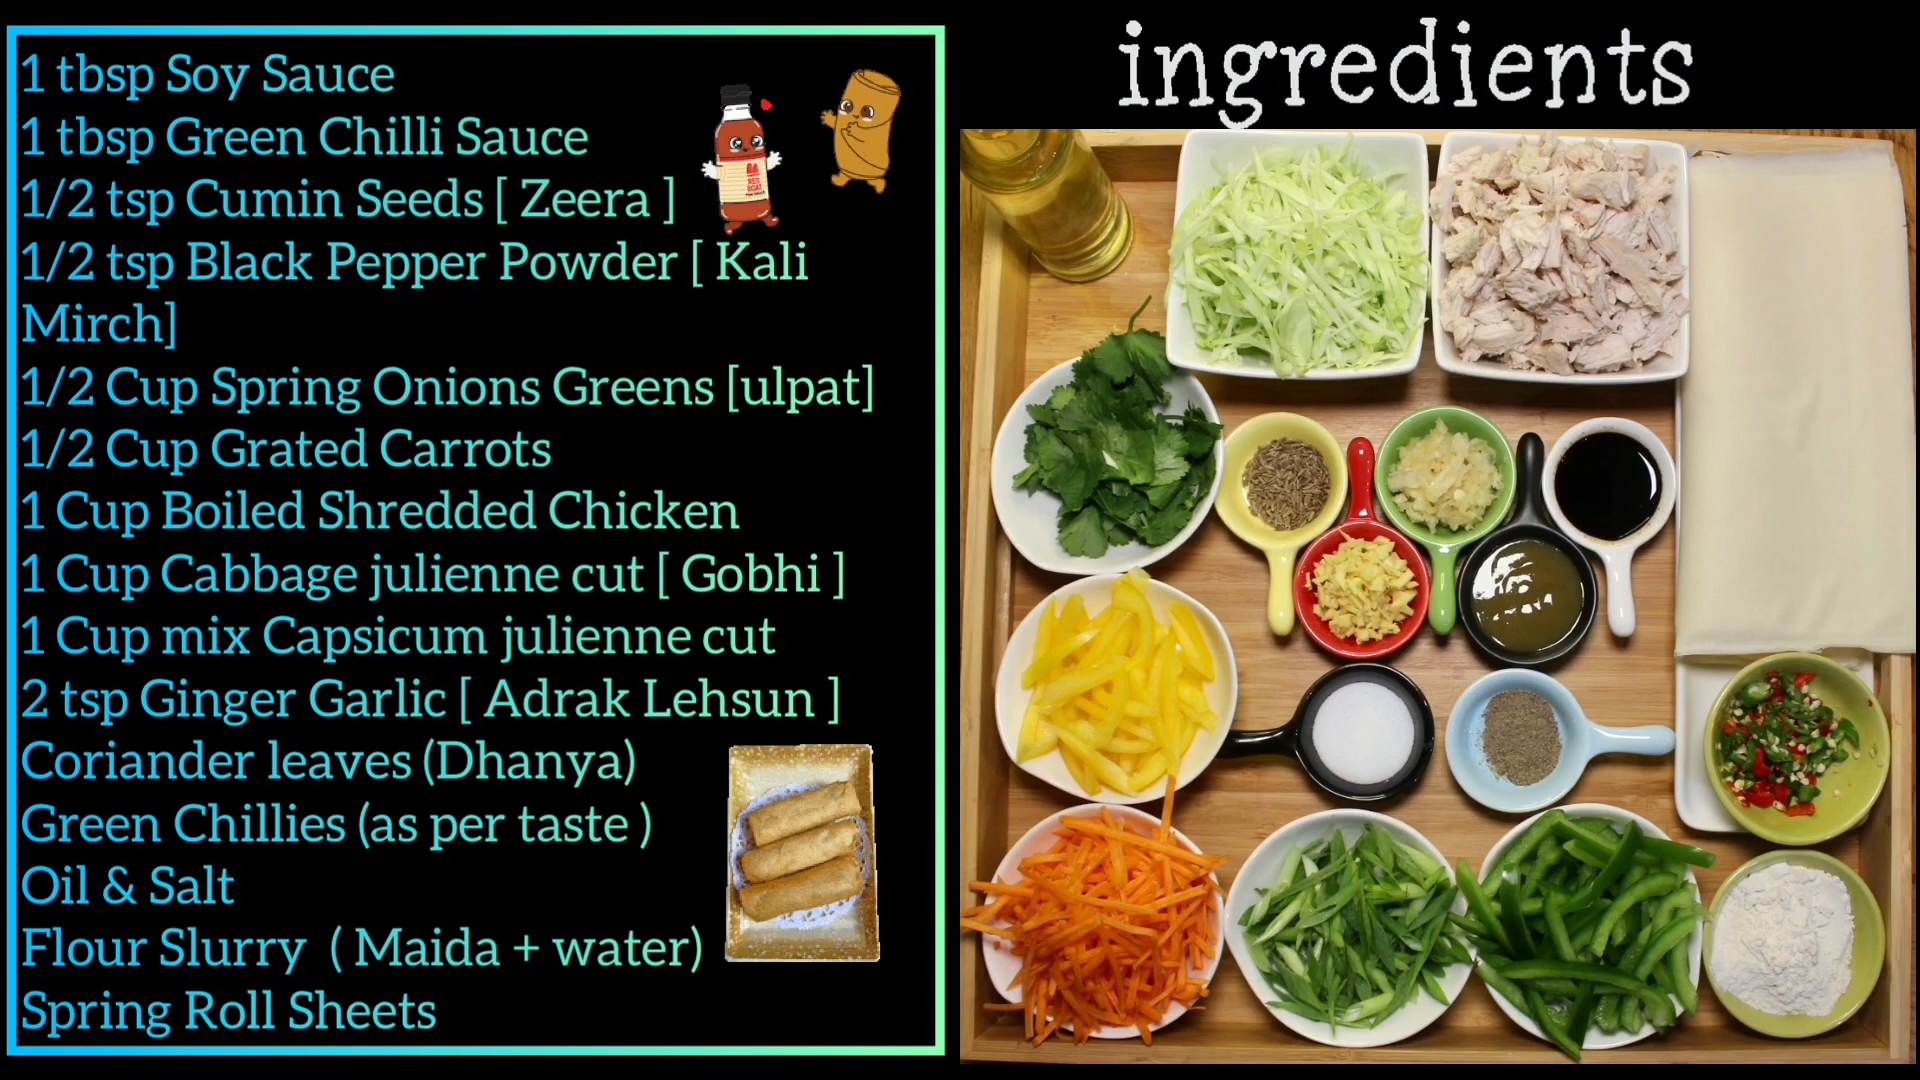 ingredients
1 tbsp Soy Sauce
1 tbsp Green Chilli Sauce
1/2 tsp Cumin Seeds [ Zeera ]
1/2 tsp Black Pepper Powder [ Kali
Mirch]
1/2 Cup Spring Onions Greens [ulpat]
1/2 Cup Grated Carrots
1 Cup Boiled Shredded Chicken
1 Cup Cabbage julienne cut [ Gobhi ]
1 Cup mix Capsicum julienne cut
2 tsp Ginger Garlic [ Adrak Lehsun ]
Coriander leaves (Dhanya)
Green Chillies (as per taste )
Oil & Salt
Flour Slurry  ( Maida + water)
Spring Roll Sheets
RED
BOAT